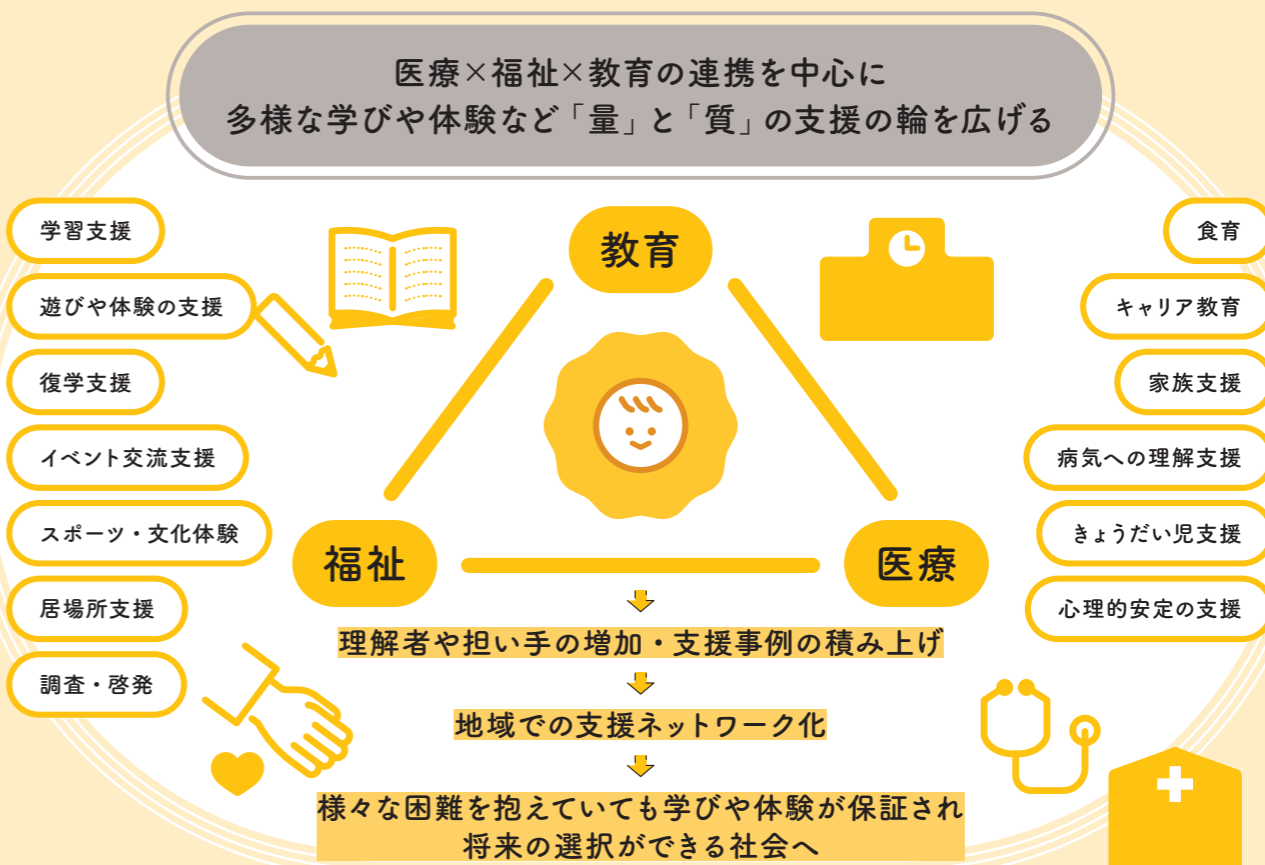 医療×福祉×教育の連携を中心に
多様な学びや体験など「量」と「質」の支援の輪を広げる
学習支援
遊びや体験の支援
復学支援
イベント交流支援
スポーツ・文化体験
居場所支援
調査・啓発
教育
福祉
医療
食育
キャリア教育
家族支援
病気への理解支援
きょうだい児支援
心理的安定の支援
理解者や担い手の増加・支援事例の積み上げ
地域での支援ネットワーク化
様々な困難を抱えていても学びや体験が保証され
将来の選択ができる社会へ